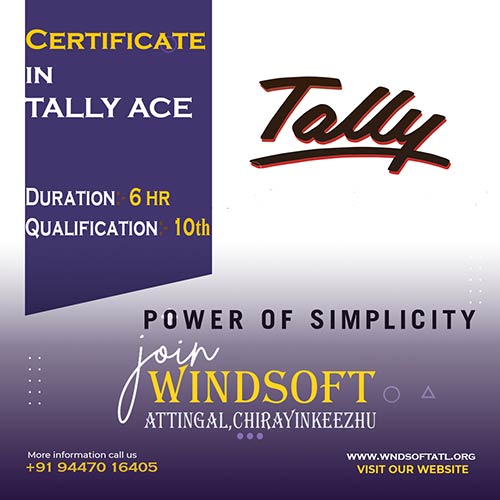 CERTIFICATE
IN
TALLY ACE
Tally
DURATION :- 6 HR
QUALIFICATION :- 10th
POWER OF SIMPLICITY
join
WINDSOFT
ATTINGAL,CHIRAYINKEEZHU
More information call us
+91 94470 16405
WWW.WNDSOFTATL.ORG
VISIT OUR WEBSITE